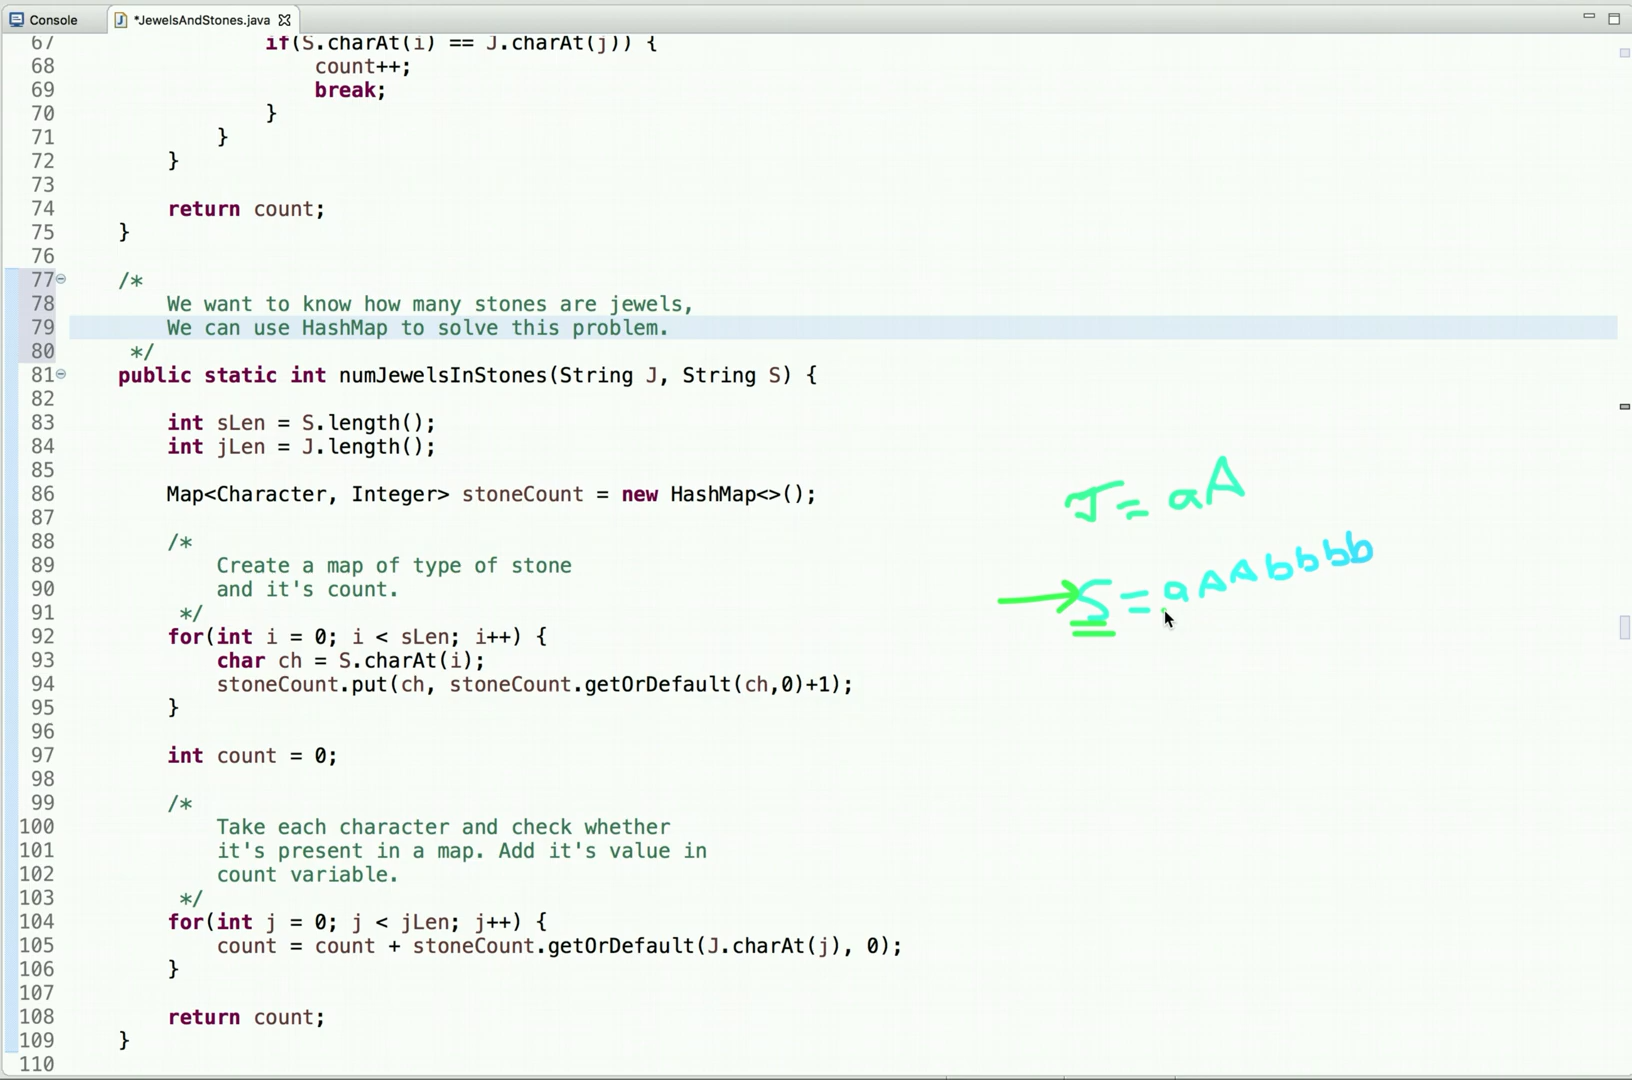 Console *JewelsAndStones.java
67 if(S.charAt(i) == J.charAt(j)) {
68 count++;
69 break;
70 }
71 }
72 }
73
74 return count;
75 }
76
77 /*
78 We want to know how many stones are jewels,
79 We can use HashMap to solve this problem.
80 */
81 public static int numJewelsInStones(String J, String S) {
82
83 int sLen = S.length();
84 int jLen = J.length();
85
86 Map<Character, Integer> stoneCount = new HashMap<>();
87
88 /*
89 Create a map of type of stone
90 and it's count.
91 */
92 for(int i = 0; i < sLen; i++) {
93 char ch = S.charAt(i);
94 stoneCount.put(ch, stoneCount.getOrDefault(ch,0)+1);
95 }
96
97 int count = 0;
98
99 /*
100 Take each character and check whether
101 it's present in a map. Add it's value in
102 count variable.
103 */
104 for(int j = 0; j < jLen; j++) {
105 count = count + stoneCount.getOrDefault(J.charAt(j), 0);
106 }
107
108 return count;
109 }
110
J = aA
S = aAAbbbb